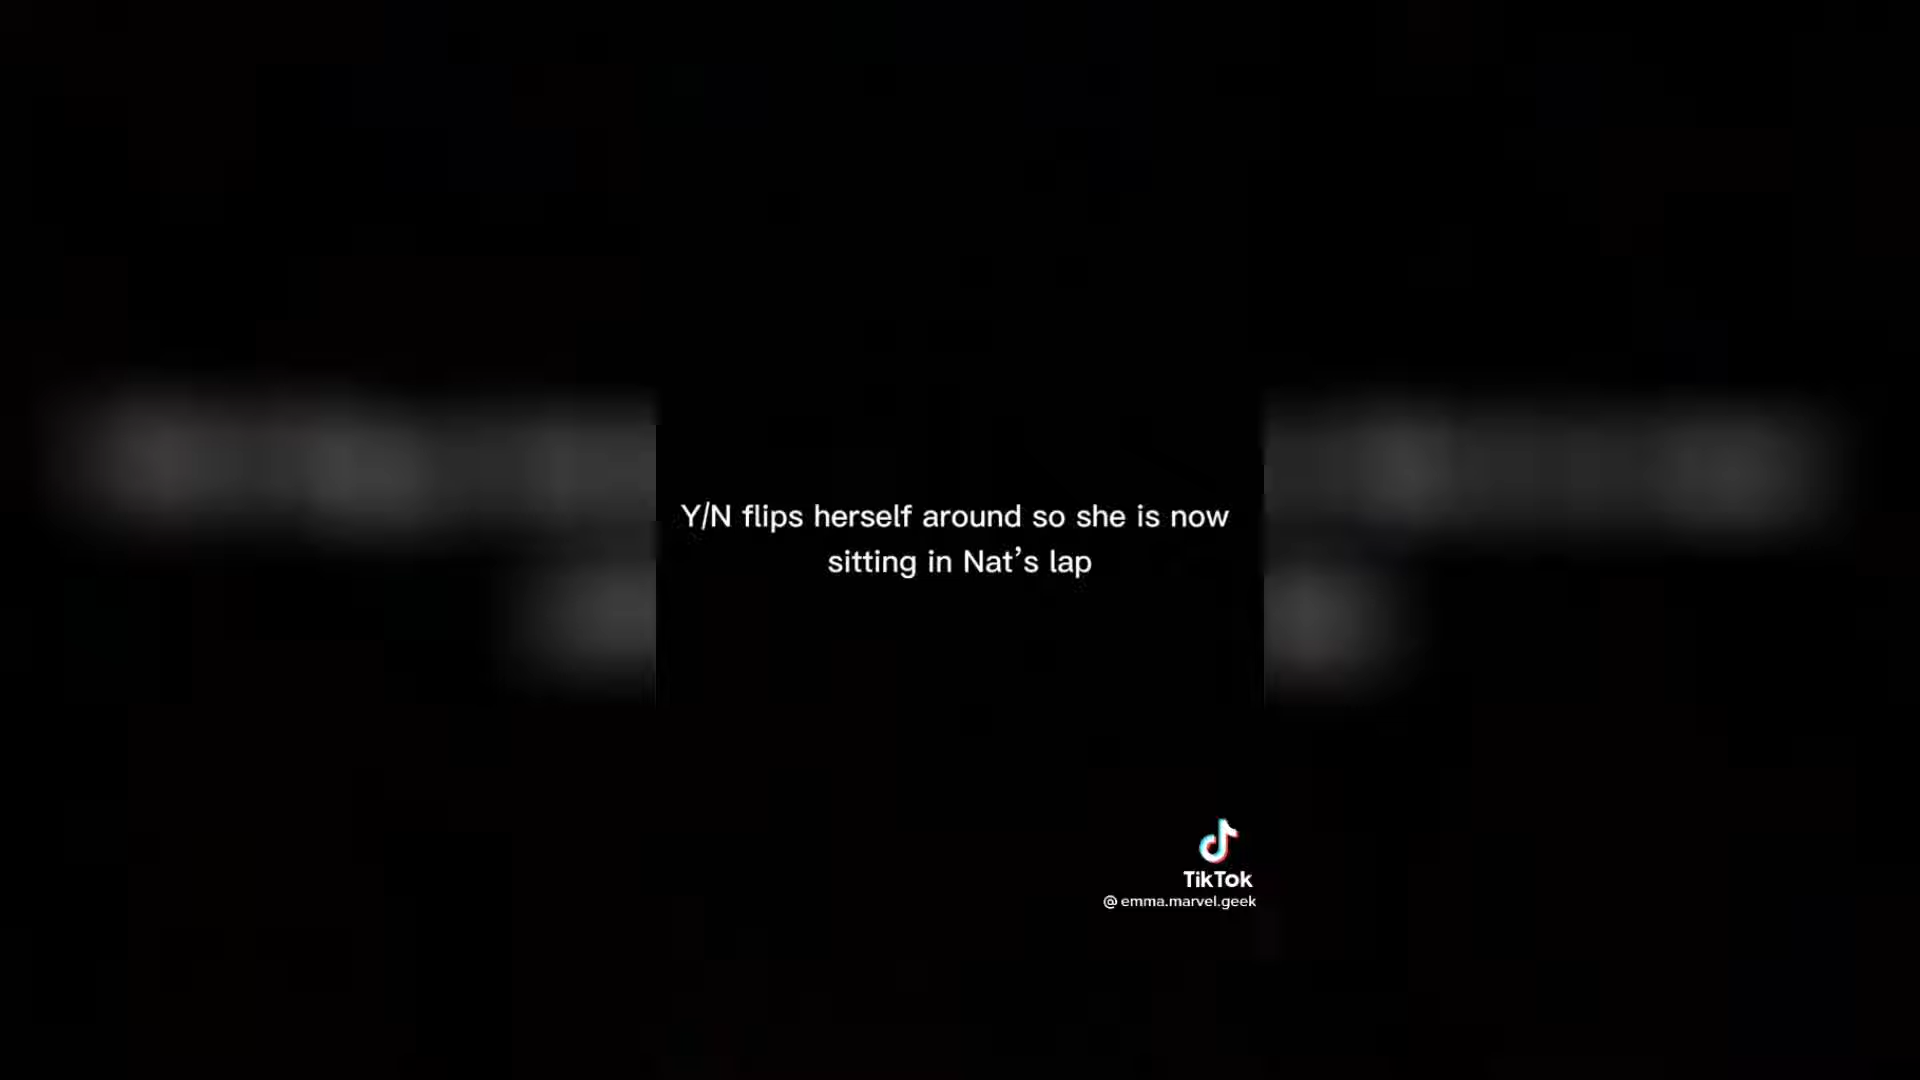 Y/N flips herself around so she is now
sitting in Nat’s lap
TikTok
@ emma.marvel.geek